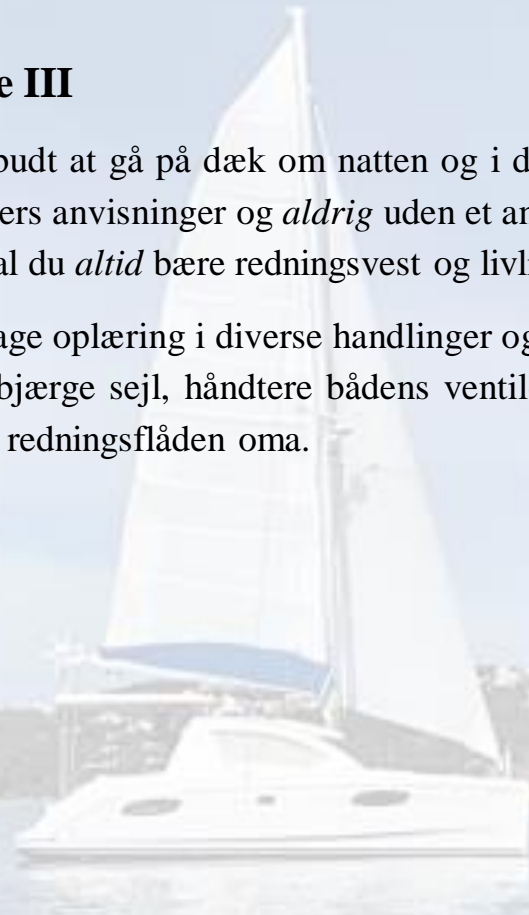 e III
budt at gå på dæk om natten og i d
ers anvisninger og aldrig uden et an
al du altid bære redningsvest og livli
age oplæring i diverse handlinger og
bjærge sejl, håndtere bådens ventil
redningsflåden oma.